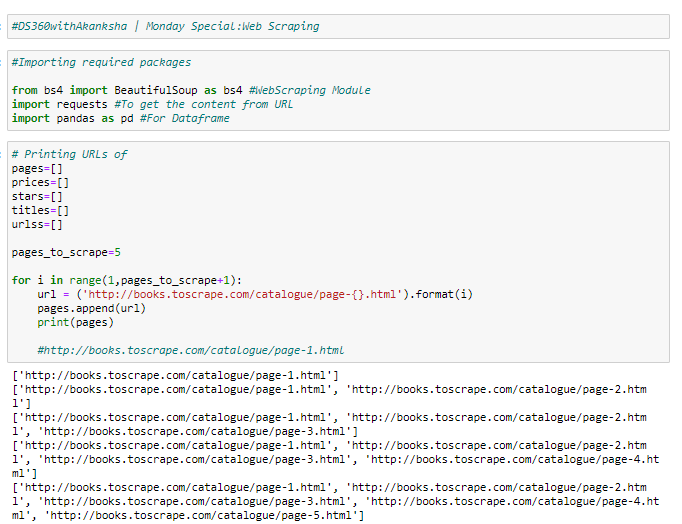 #DS360withAkanksha | Monday Special:Web Scraping
#Importing required packages
from bs4 import BeautifulSoup as bs4 #WebScraping Module
import requests #To get the content from URL
import pandas as pd #For Dataframe
# Printing URLs of
pages=[]
prices=[]
stars=[]
titles=[]
urlss=[]
pages_to_scrape=5
for i in range(1,pages_to_scrape+1):
    url = ('http://books.toscrape.com/catalogue/page-{}.html').format(i)
    pages.append(url)
    print(pages)
    #http://books.toscrape.com/catalogue/page-1.html
['http://books.toscrape.com/catalogue/page-1.html']
['http://books.toscrape.com/catalogue/page-1.html', 'http://books.toscrape.com/catalogue/page-2.htm
l']
['http://books.toscrape.com/catalogue/page-1.html', 'http://books.toscrape.com/catalogue/page-2.htm
l', 'http://books.toscrape.com/catalogue/page-3.html']
['http://books.toscrape.com/catalogue/page-1.html', 'http://books.toscrape.com/catalogue/page-2.htm
l', 'http://books.toscrape.com/catalogue/page-3.html', 'http://books.toscrape.com/catalogue/page-4.ht
ml']
['http://books.toscrape.com/catalogue/page-1.html', 'http://books.toscrape.com/catalogue/page-2.htm
l', 'http://books.toscrape.com/catalogue/page-3.html', 'http://books.toscrape.com/catalogue/page-4.ht
ml', 'http://books.toscrape.com/catalogue/page-5.html']